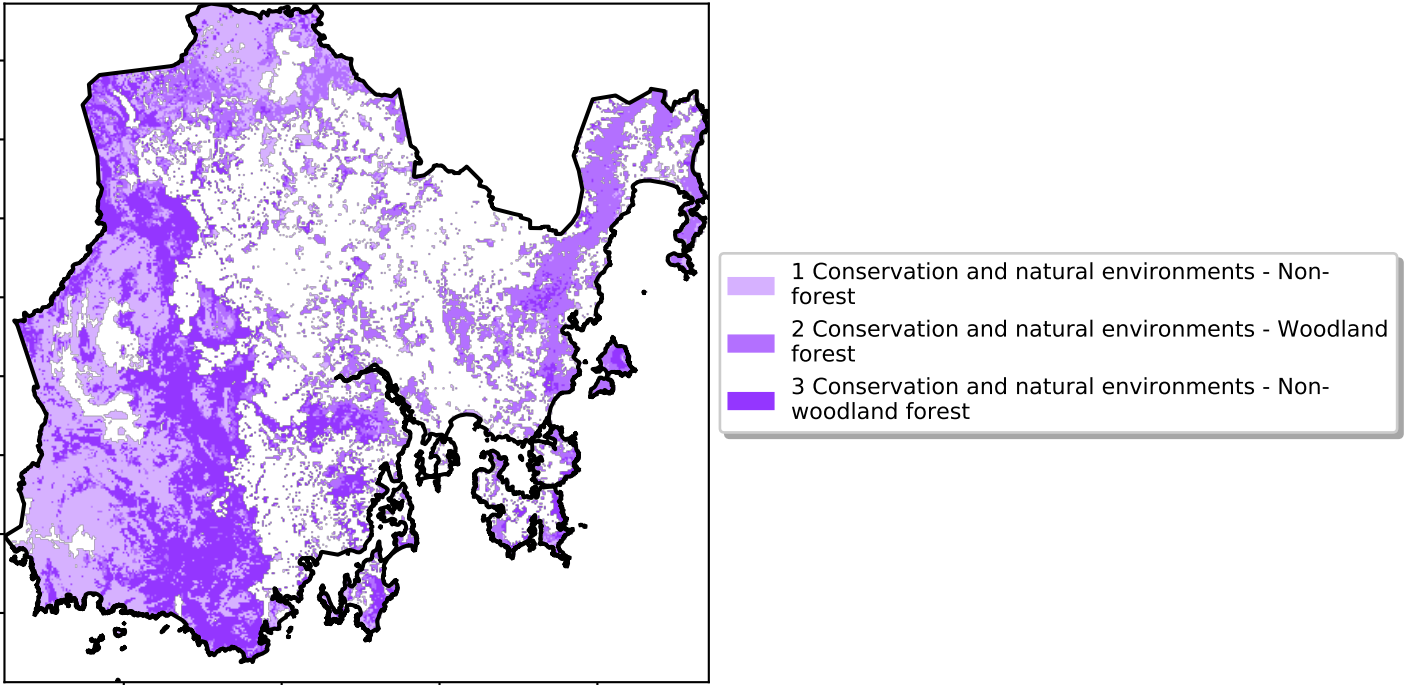 1 Conservation and natural environments - Non-
forest
2 Conservation and natural environments - Woodland
forest
3 Conservation and natural environments - Non-
woodland forest